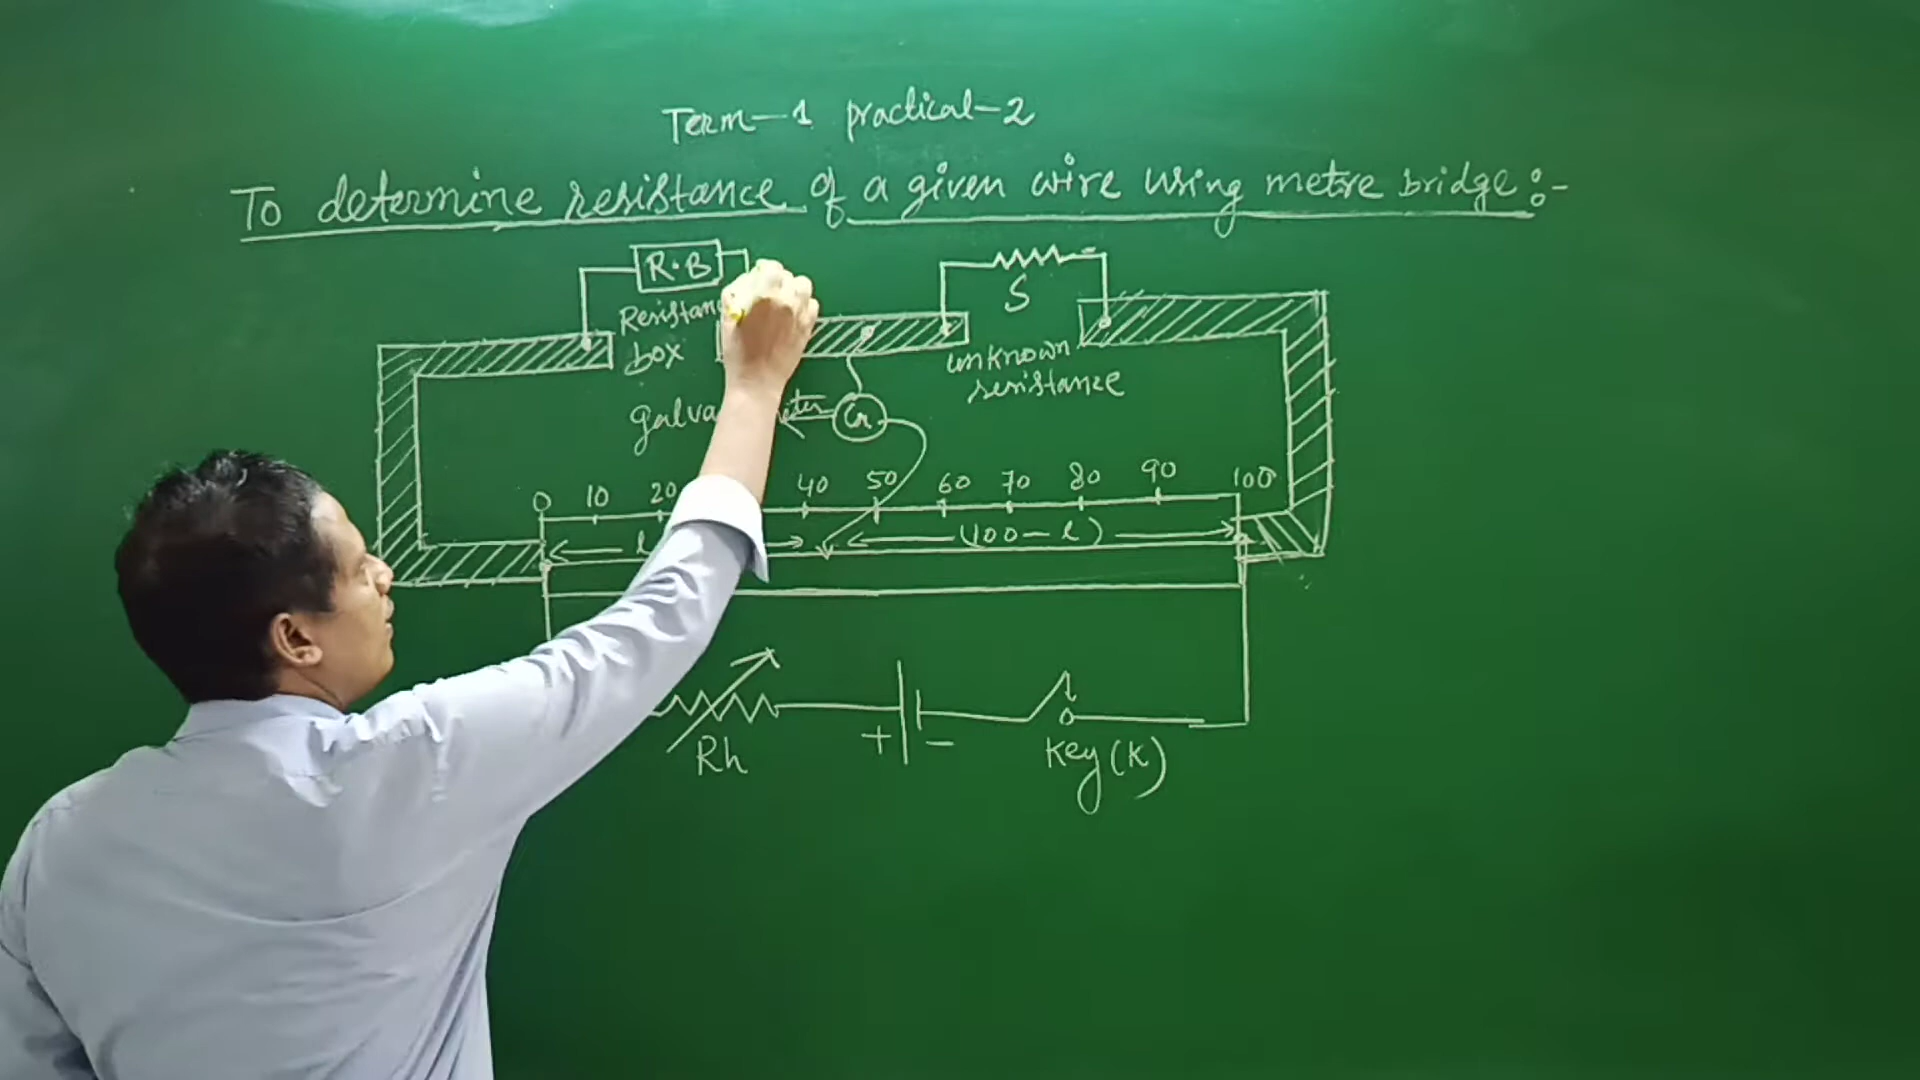 Term-1 practical-2
To determine resistance of a given wire using metre bridge:-
R.B
S
box
unknown
resistance
G
0 10 20 40 50 60 70 80 90 100
l (100-l)
Rh + - Key (K)